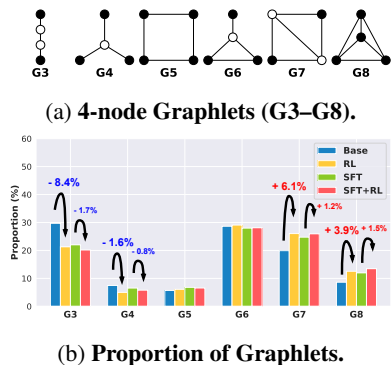 G3 G4 G5 G6 G7 G8
(a) 4-node Graphlets (G3–G8).
60
50
40
30
20
10
0
Proportion (%)
Base
RL
SFT
SFT+RL
- 8.4%
- 1.7%
- 1.6%
- 0.8%
+ 6.1%
+ 1.2%
+ 3.9%
+ 1.5%
G3 G4 G5 G6 G7 G8
(b) Proportion of Graphlets.